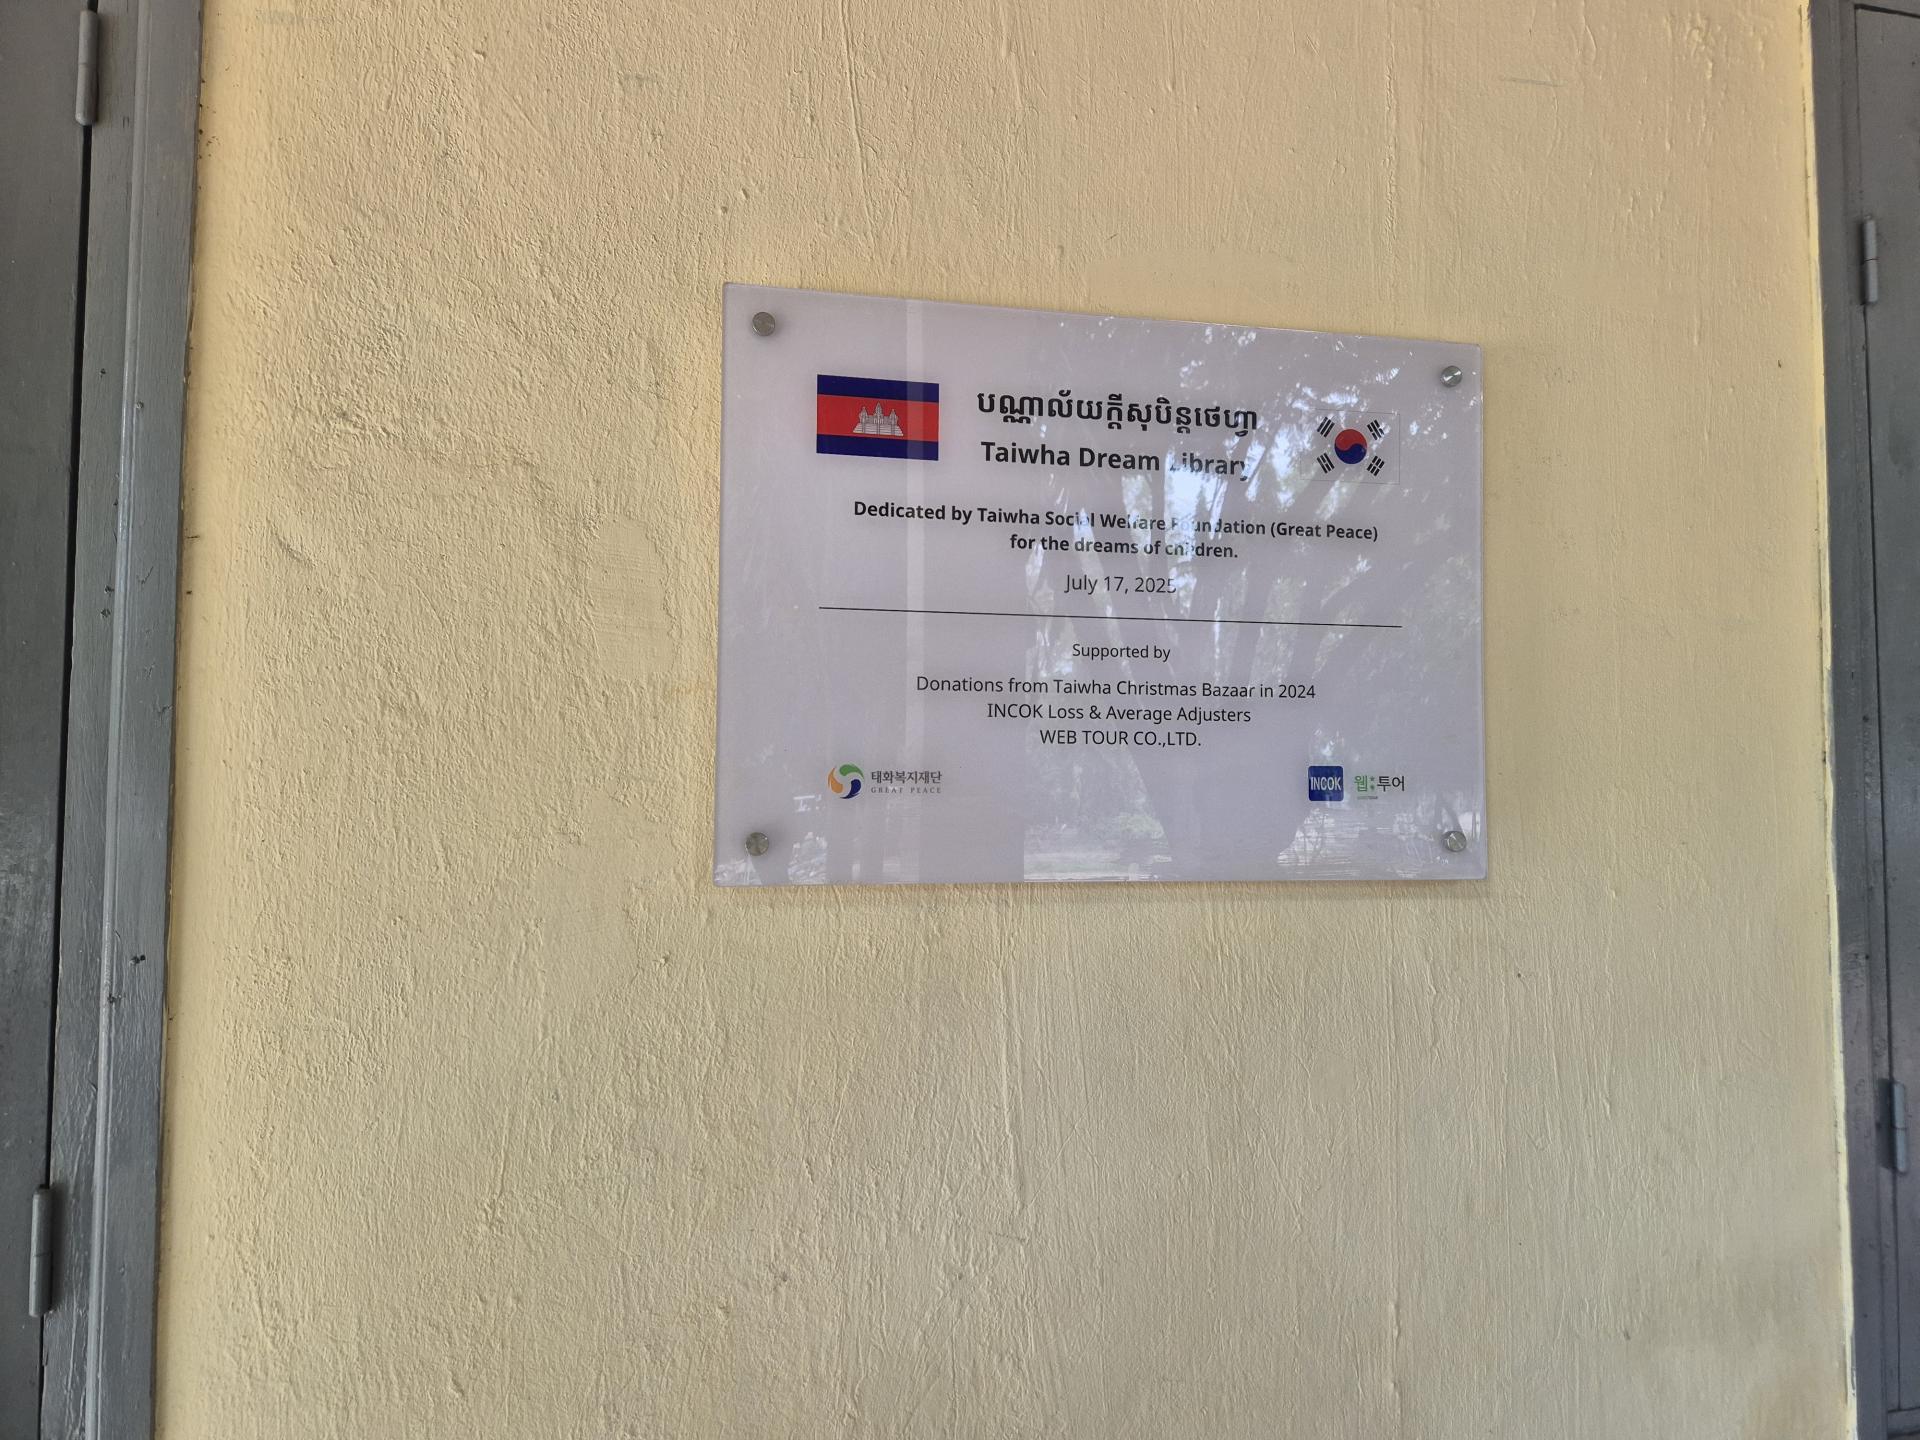 បណ្ណាល័យក្តីសុបិន្តថេហ្វា
Taiwha Dream Library
Dedicated by Taiwha Social Welfare Foundation (Great Peace)
for the dreams of children.
July 17, 2025
Supported by
Donations from Taiwha Christmas Bazaar in 2024
INCOK Loss & Average Adjusters
WEB TOUR CO.,LTD.
태화복지재단
GREAT PEACE
INCOK
웹투어